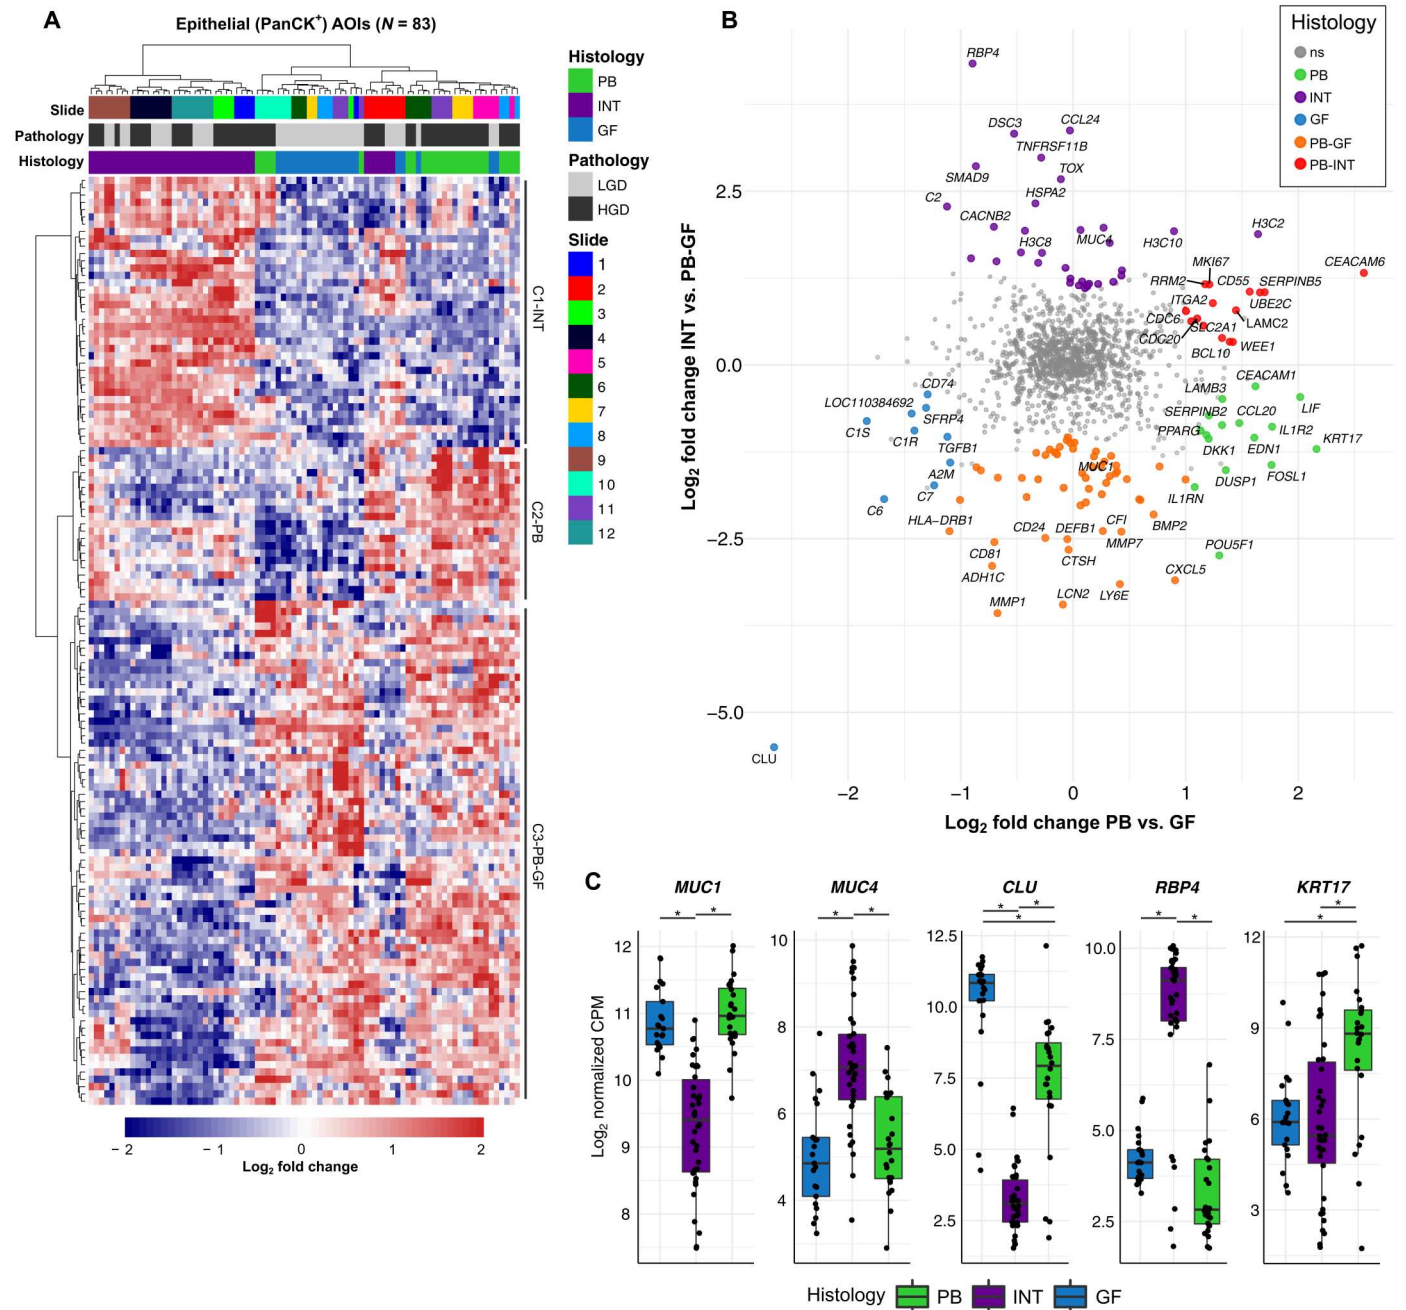 A
Epithelial (PanCK+) AOIs (N = 83)
Slide
Pathology
Histology
C1-INT
C2-PB
C3-PB-GF
− 2
− 1
0
1
2
Log2 fold change
Histology
PB
INT
GF
Pathology
LGD
HGD
Slide
1
2
3
4
5
6
7
8
9
10
11
12
B
Log2 fold change INT vs. PB-GF
2.5
0.0
−2.5
−5.0
−2
−1
0
1
2
Log2 fold change PB vs. GF
Histology
ns
PB
INT
GF
PB-GF
PB-INT
RBP4
DSC3
CCL24
TNFRSF11B
SMAD9
TOX
C2
HSPA2
CACNB2
H3C8
MUC4
H3C10
H3C2
MKI67
CEACAM6
RRM2
CD55
SERPINB5
ITGA2
UBE2C
CDC6
SLC2A1
LAMC2
CDC20
BCL10
WEE1
CD74
LAMB3
CEACAM1
LOC110384692
SFRP4
SERPINB2
CCL20
LIF
C1S
C1R
TGFB1
PPARG
IL1R2
KRT17
DKK1
EDN1
A2M
MUC1
DUSP1
FOSL1
C7
IL1RN
C6
HLA−DRB1
CD24
DEFB1
CFI
BMP2
CD81
CTSH
MMP7
POU5F1
ADH1C
CXCL5
MMP1
LCN2
LY6E
CLU
C
MUC1
MUC4
CLU
RBP4
KRT17
* *
* *
* * *
* *
* *
Log2 normalized CPM
12
11
10
9
8
10
8
6
4
12.5
10.0
7.5
5.0
2.5
10.0
7.5
5.0
2.5
12
9
6
3
Histology PB INT GF